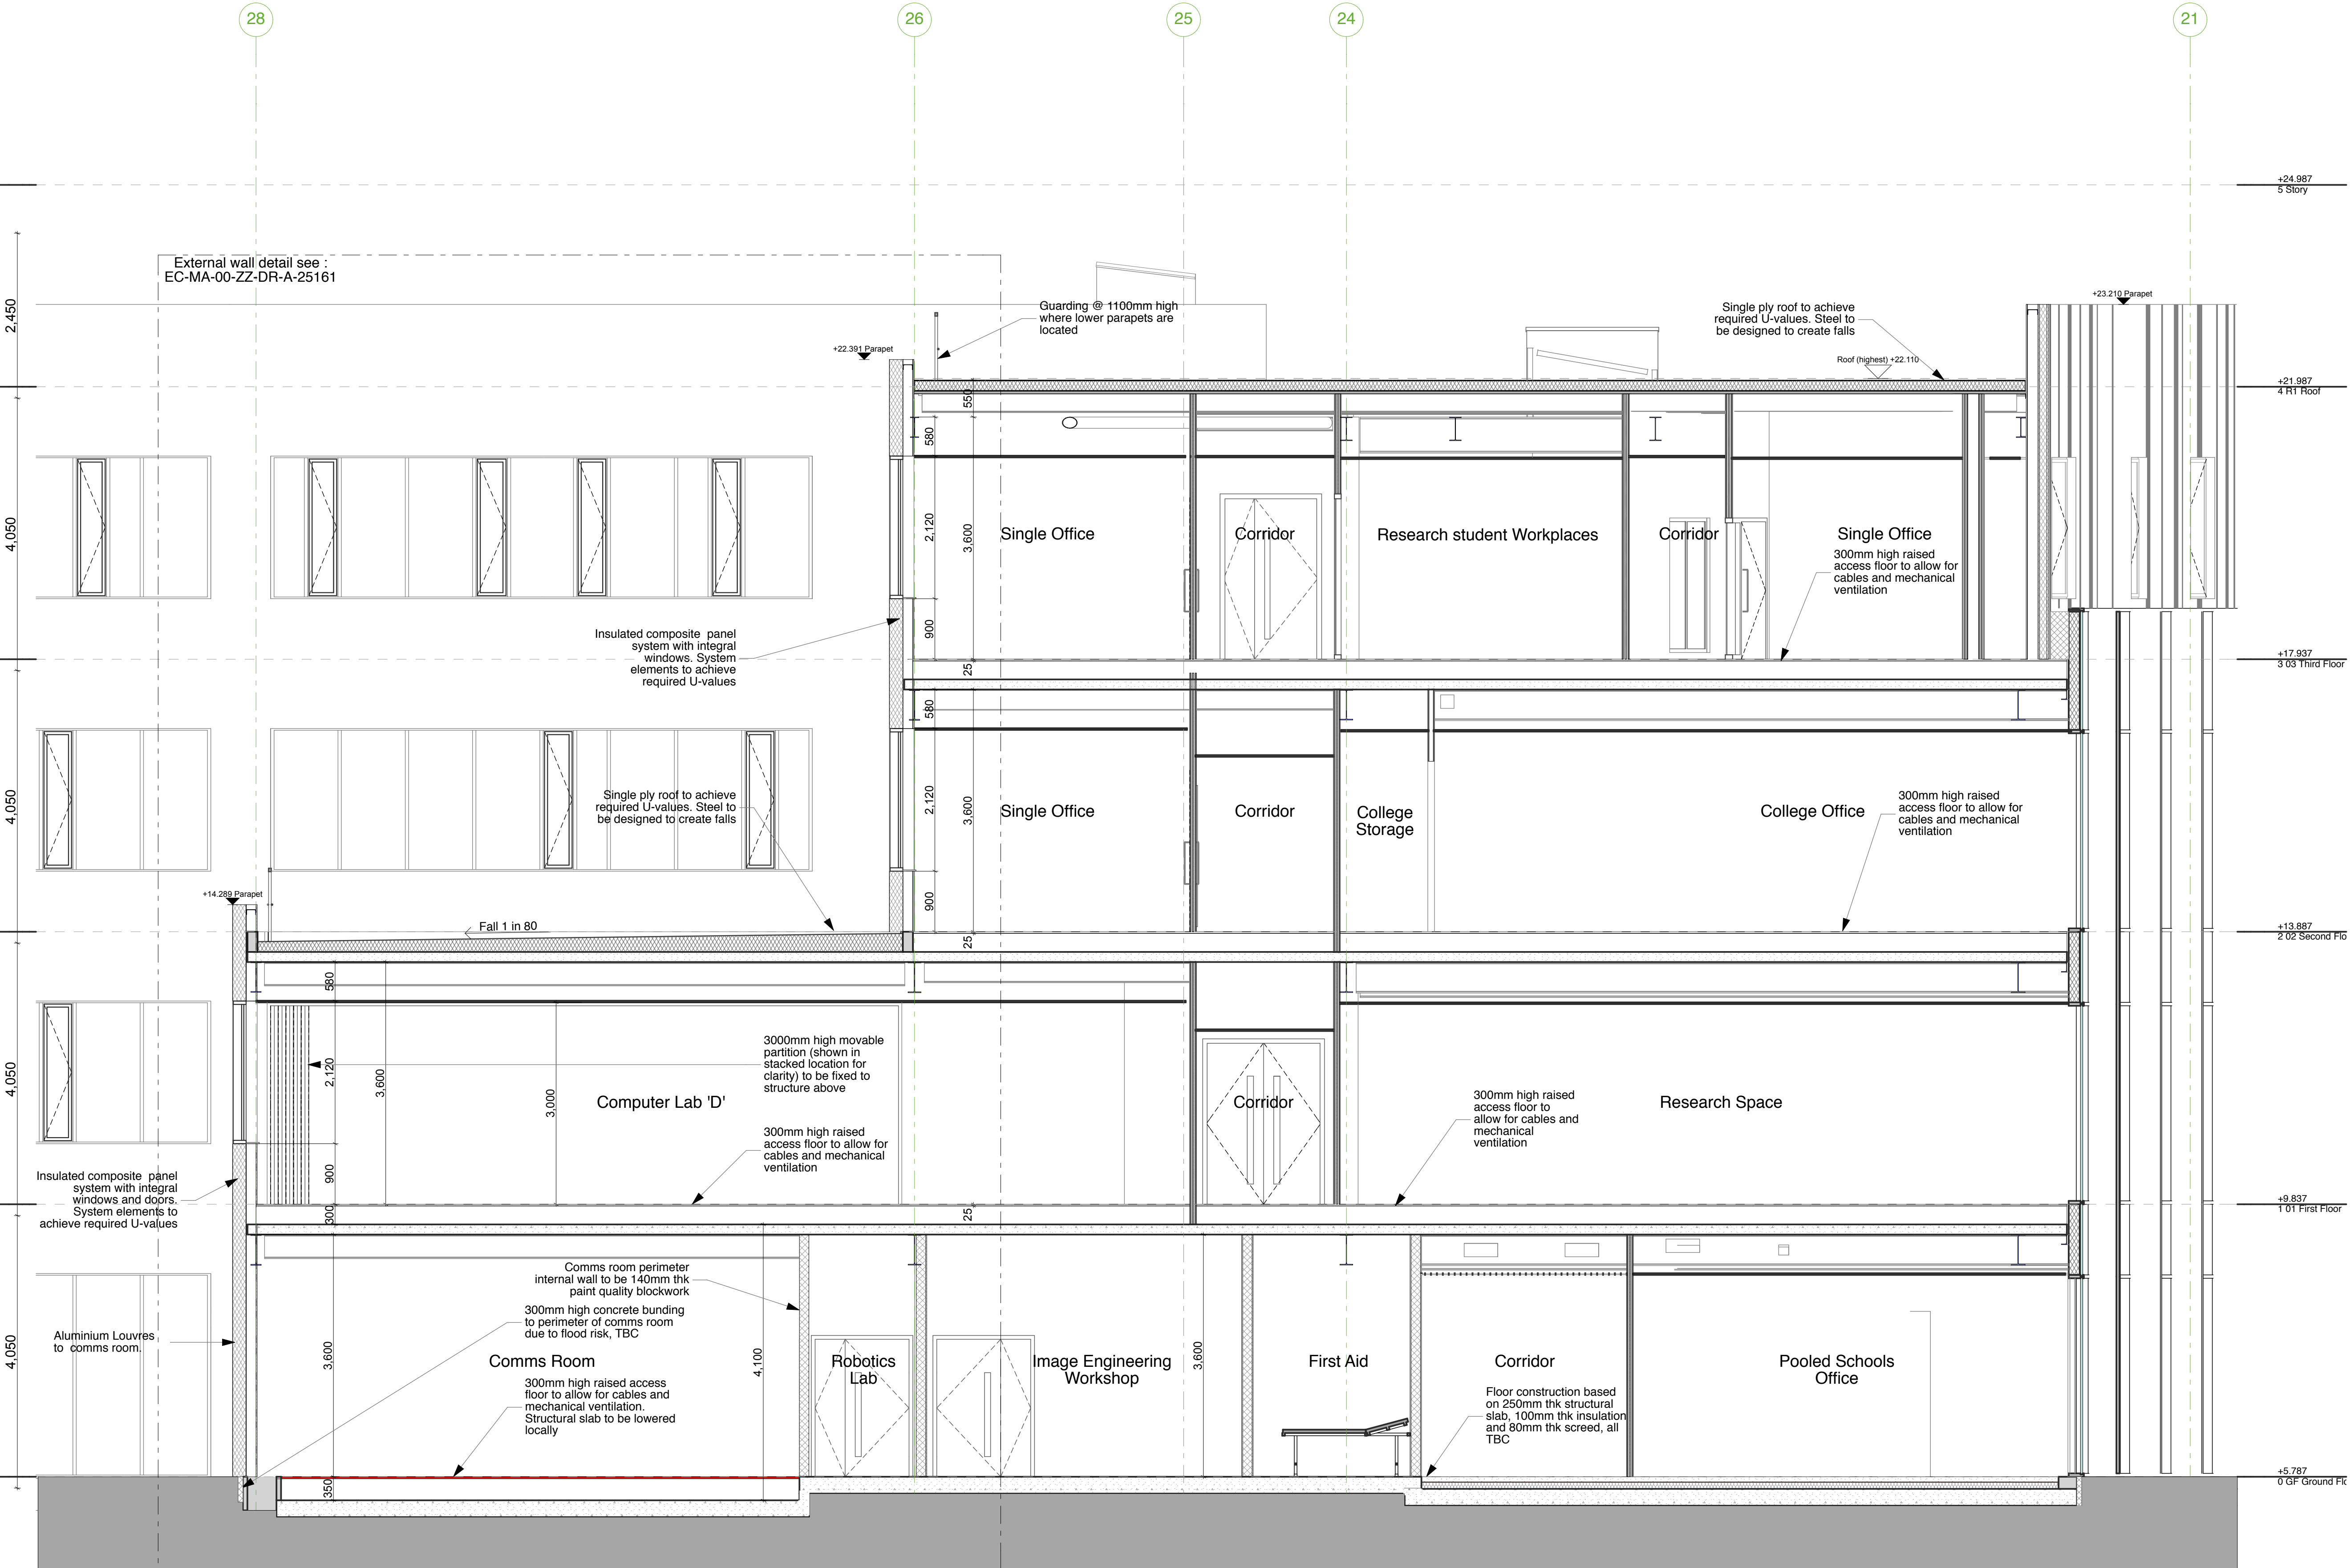 28
26
25
24
21
+24.987
5 Story
External wall detail see :
EC-MA-00-ZZ-DR-A-25161
2,450
Guarding @ 1100mm high
where lower parapets are
located
Single ply roof to achieve
required U-values. Steel to
be designed to create falls
+23.210 Parapet
+22.391 Parapet
Roof (highest) +22.110
+21.987
4 R1 Roof
550
580
4,050
2,120
3,600
900
25
Single Office
Corridor
Research student Workplaces
Corridor
Single Office
300mm high raised
access floor to allow for
cables and mechanical
ventilation
Insulated composite panel
system with integral
windows. System
elements to achieve
required U-values
+17.937
3 03 Third Floor
580
4,050
2,120
3,600
900
25
Single ply roof to achieve
required U-values. Steel to
be designed to create falls
Single Office
Corridor
College
Storage
College Office
300mm high raised
access floor to allow for
cables and mechanical
ventilation
+14.289 Parapet
Fall 1 in 80
+13.887
2 02 Second Flo
580
4,050
2,120
3,600
3,000
900
300
25
3000mm high movable
partition (shown in
stacked location for
clarity) to be fixed to
structure above
Computer Lab 'D'
300mm high raised
access floor to allow for
cables and mechanical
ventilation
Corridor
300mm high raised
access floor to
allow for cables and
mechanical
ventilation
Research Space
Insulated composite panel
system with integral
windows and doors.
System elements to
achieve required U-values
+9.837
1 01 First Floor
Comms room perimeter
internal wall to be 140mm thk
paint quality blockwork
300mm high concrete bunding
to perimeter of comms room
due to flood risk, TBC
Aluminium Louvres
to comms room.
4,050
3,600
4,100
3,600
350
Comms Room
300mm high raised access
floor to allow for cables and
mechanical ventilation.
Structural slab to be lowered
locally
Robotics
Lab
Image Engineering
Workshop
First Aid
Corridor
Floor construction based
on 250mm thk structural
slab, 100mm thk insulation
and 80mm thk screed, all
TBC
Pooled Schools
Office
+5.787
0 GF Ground Flo